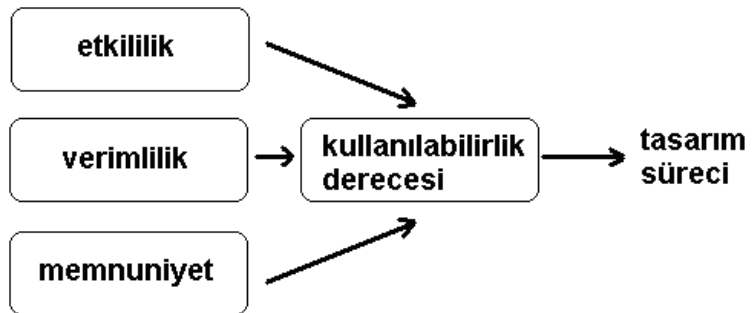 etkililik
verimlilik
kullanılabilirlik
derecesi
tasarım
süreci
memnuniyet